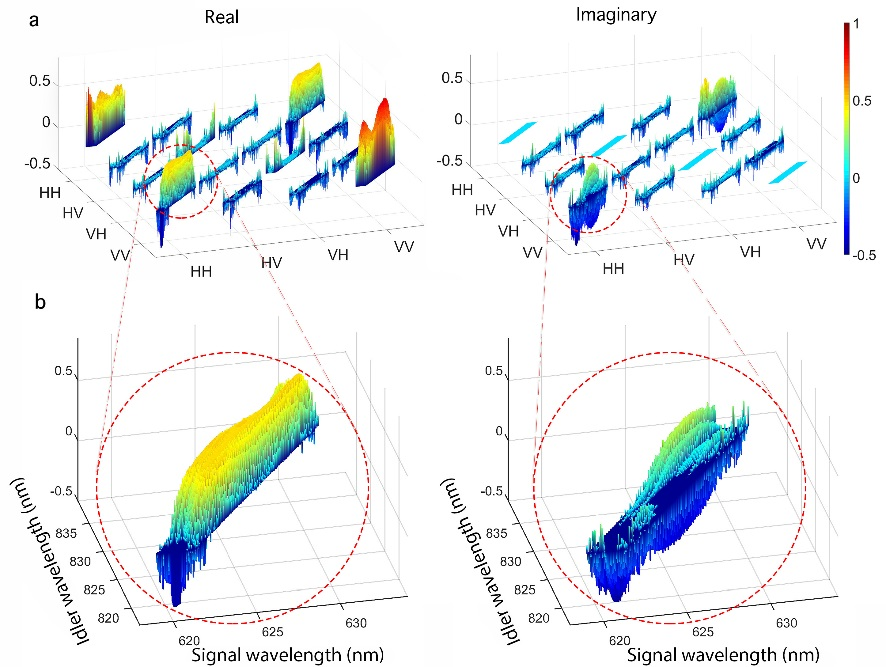 a
Real
Imaginary
0.5
0
-0.5
HH
HV
VH
VV
HH
HV
VH
VV
0.5
0
-0.5
HH
HV
VH
VV
HH
HV
VH
VV
1
0.5
0
-0.5
b
0.5
0
-0.5
835
830
825
820
Idler wavelength (nm)
620
625
630
Signal wavelength (nm)
0.5
0
-0.5
835
830
825
820
Idler wavelength (nm)
620
625
630
Signal wavelength (nm)